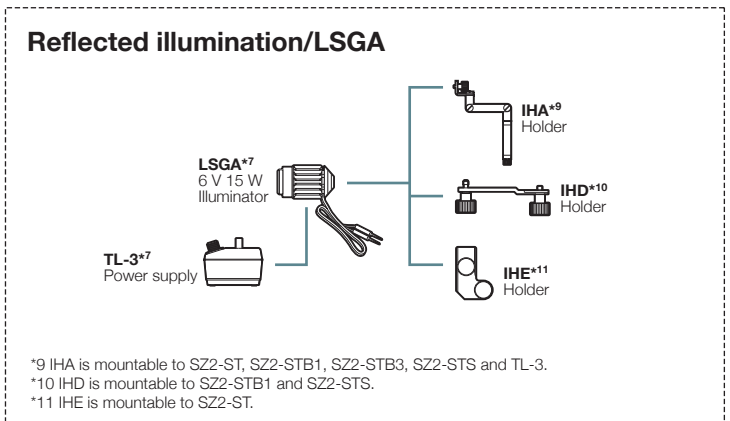 Reflected illumination/LSGA
IHA*9
Holder
LSGA*7
6 V 15 W
Illuminator
IHD*10
Holder
TL-3*7
Power supply
IHE*11
Holder
*9 IHA is mountable to SZ2-ST, SZ2-STB1, SZ2-STB3, SZ2-STS and TL-3.
*10 IHD is mountable to SZ2-STB1 and SZ2-STS.
*11 IHE is mountable to SZ2-ST.